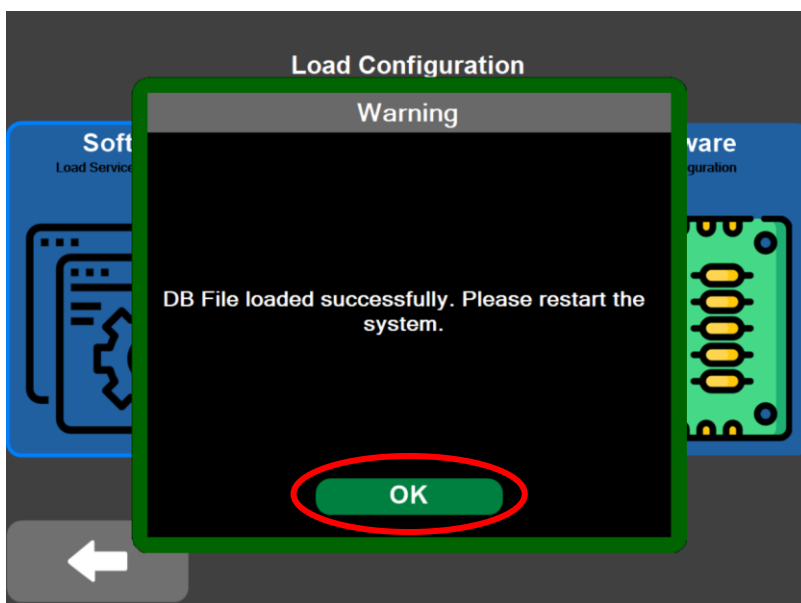 Load Configuration
Warning
Soft
Load Service
ware
guration
DB File loaded successfully. Please restart the
system.
OK